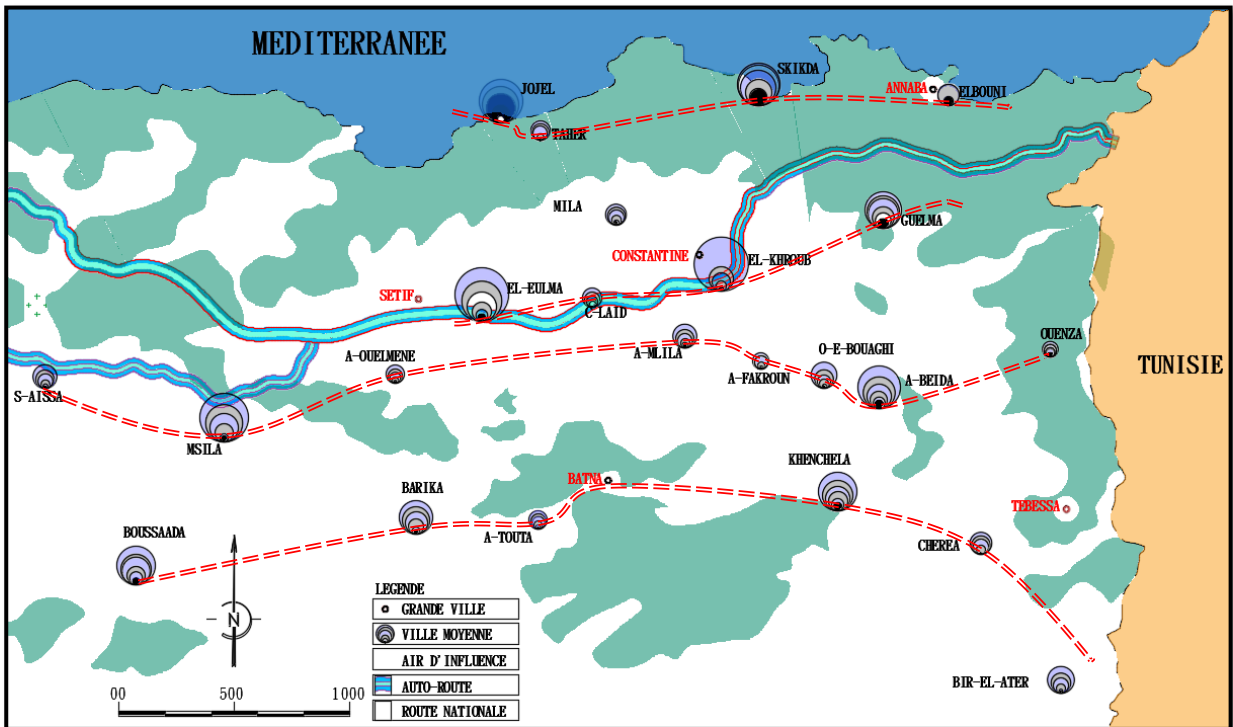 MEDITERRANEE
SKIKDA
JOJEL
ANNABA
ELBOUNI
TAHER
MILA
GUELMA
CONSTANTINE
EL-KHROUB
EL-EULMA
SETIF
C-LAID
OUENZA
A-MLILA
O-E-BOUAGHI
A-OUELMENE
TUNISIE
A-FAKROUN
A-BEIDA
S-AISSA
MSILA
KHENCHELA
BATNA
BARIKA
TEBESSA
BOUSSAADA
A-TOUTA
CHEREA
LEGENDE
GRANDE VILLE
N
VILLE MOYENNE
AIR D'INFLUENCE
BIR-EL-ATER
AUTO-ROUTE
00 500 1000
ROUTE NATIONALE